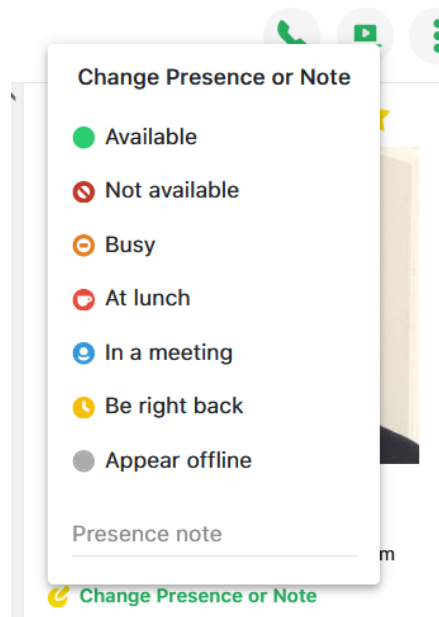 Change Presence or Note
Available
Not available
Busy
At lunch
In a meeting
Be right back
Appear offline
Presence note
m
Change Presence or Note